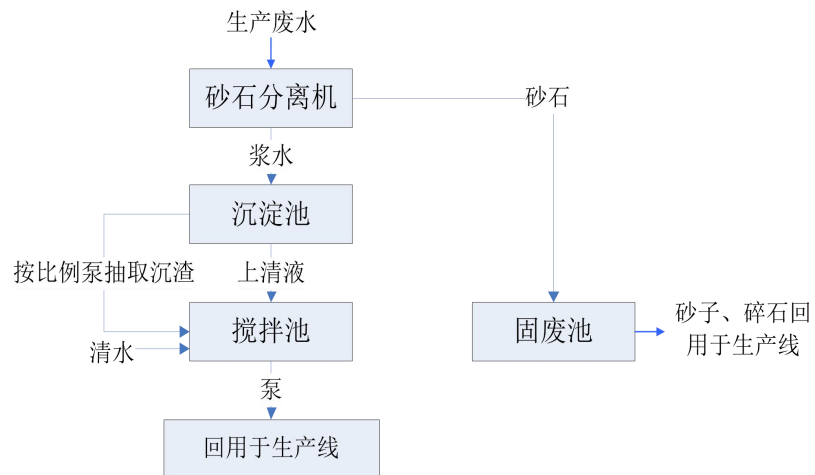 生产废水
砂石分离机
砂石
浆水
沉淀池
按比例泵抽取沉渣
上清液
搅拌池
清水
固废池
砂子、碎石回
用于生产线
泵
回用于生产线